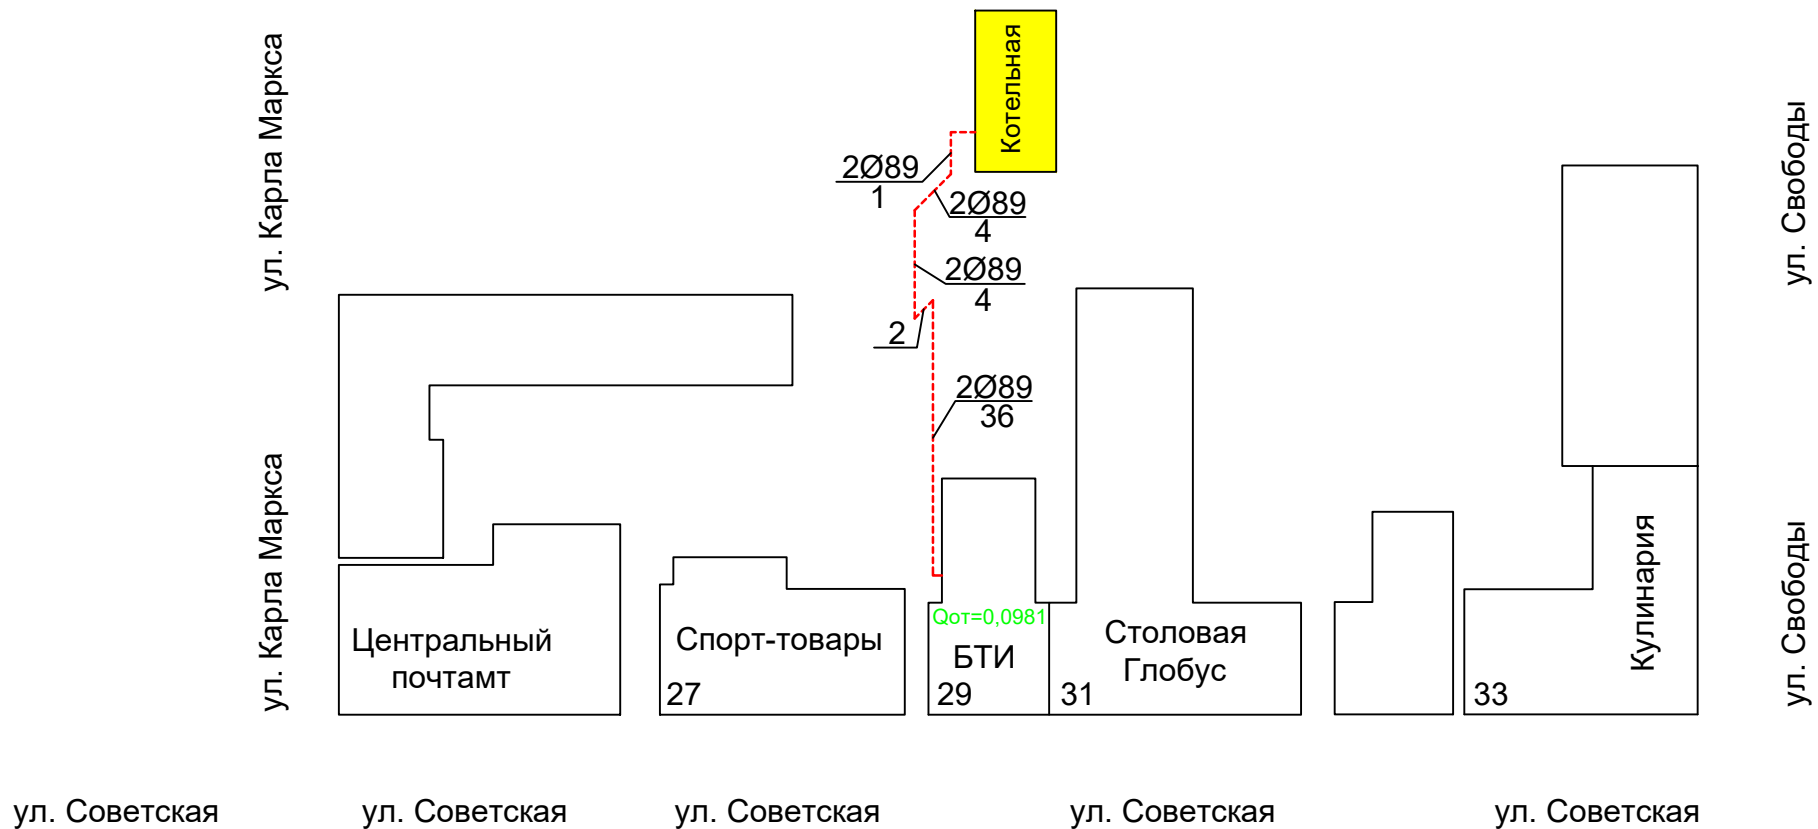 Котельная
ул. Карла Маркса
ул. Свободы
2Ø89
1
2Ø89
4
2Ø89
4
2
2Ø89
36
ул. Карла Маркса
ул. Свободы
Центральный
почтамт
Спорт-товары
27
Qот=0,0981
БТИ
29
Столовая
Глобус
31
Кулинария
33
ул. Советская
ул. Советская
ул. Советская
ул. Советская
ул. Советская